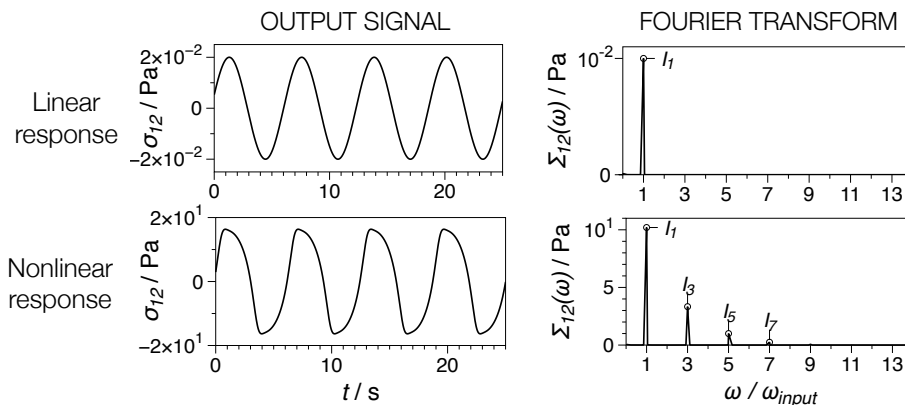 OUTPUT SIGNAL
FOURIER TRANSFORM
Linear
response
σ12 / Pa
2×10⁻²
0
−2×10⁻²
0 10 20
Σ12(ω) / Pa
10⁻²
0
I1
1 3 5 7 9 11 13
Nonlinear
response
σ12 / Pa
2×10¹
0
−2×10¹
0 10 20
t / s
Σ12(ω) / Pa
10¹
5
0
I1
I3
I5
I7
1 3 5 7 9 11 13
ω / ωinput